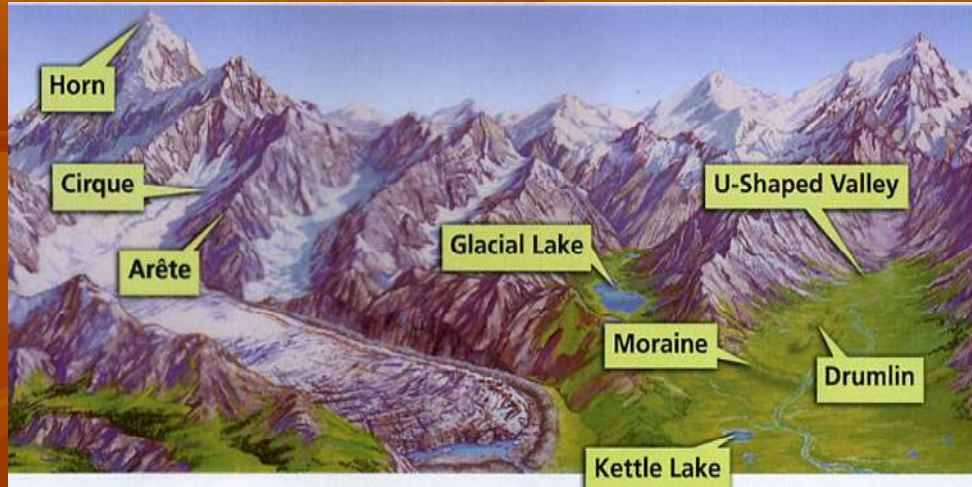 Horn
Cirque
U-Shaped Valley
Arête
Glacial Lake
Moraine
Drumlin
Kettle Lake